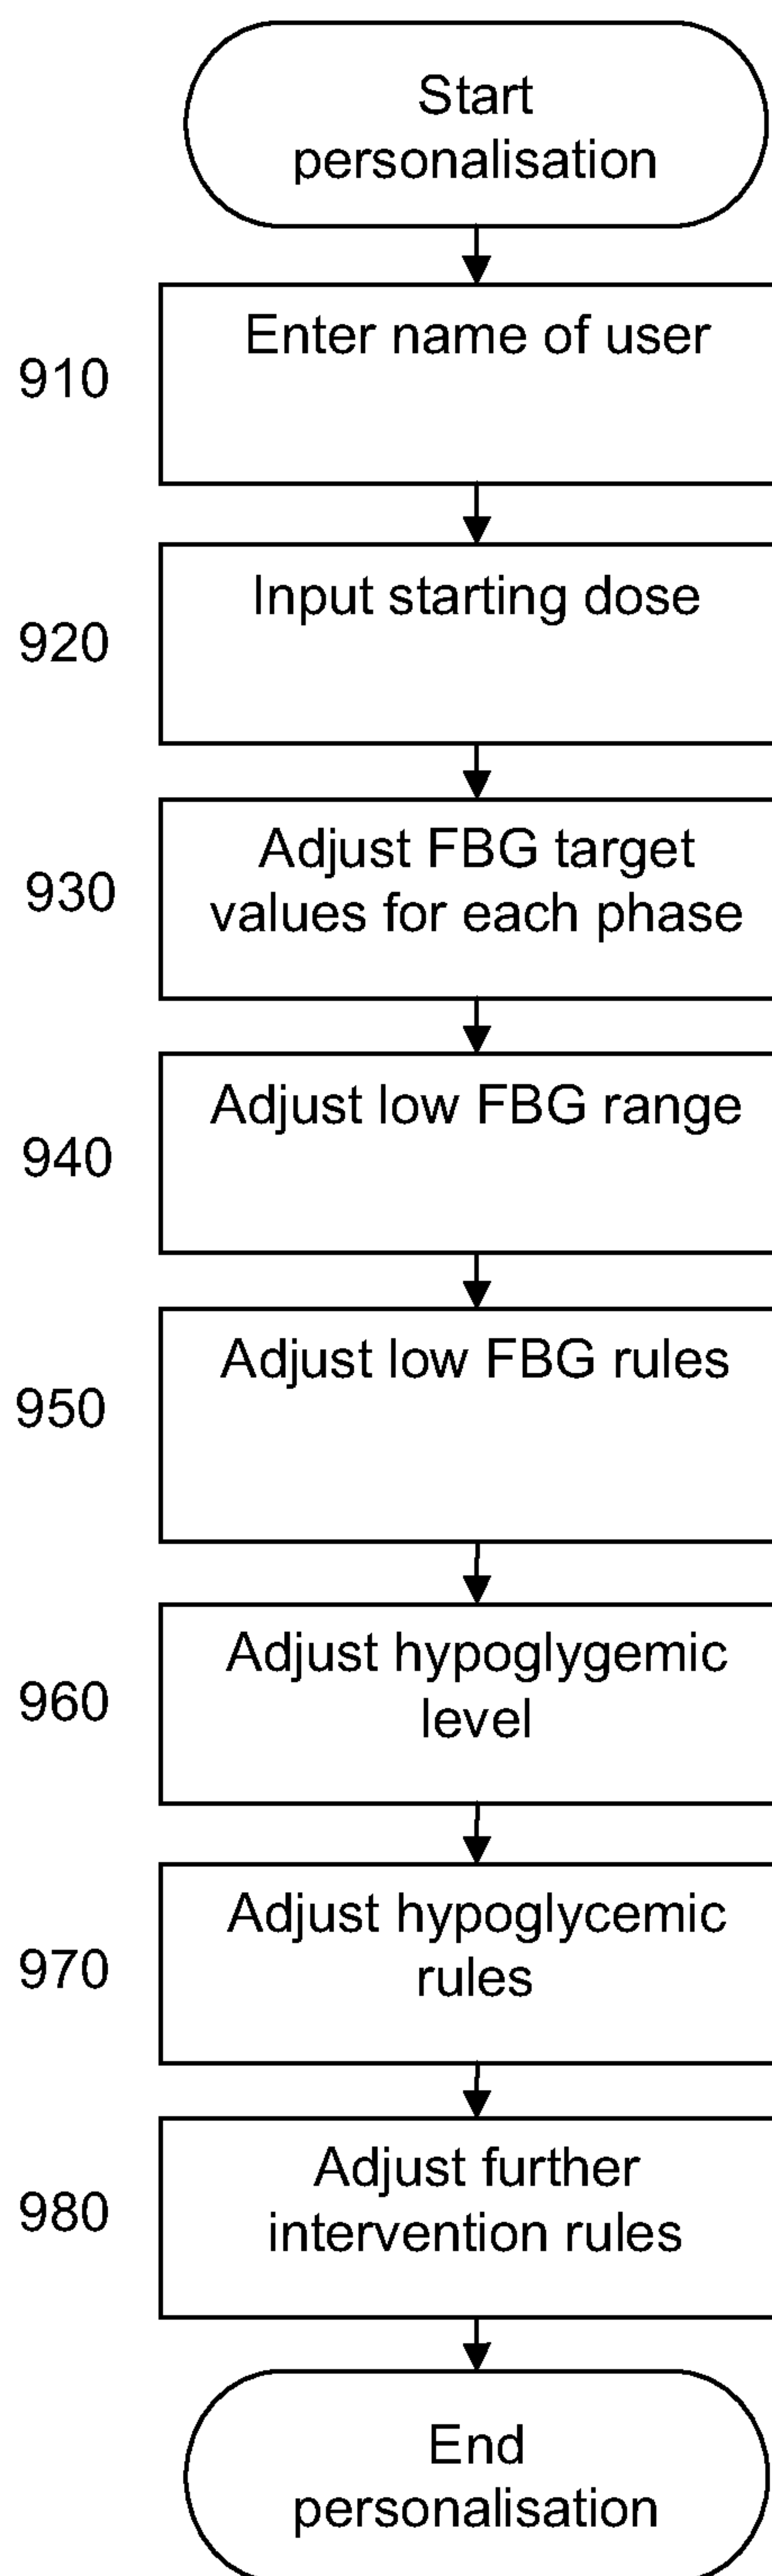 Start
personalisation
910
Enter name of user
920
Input starting dose
930
Adjust FBG target
values for each phase
940
Adjust low FBG range
950
Adjust low FBG rules
960
Adjust hypoglygemic
level
970
Adjust hypoglycemic
rules
980
Adjust further
intervention rules
End
personalisation